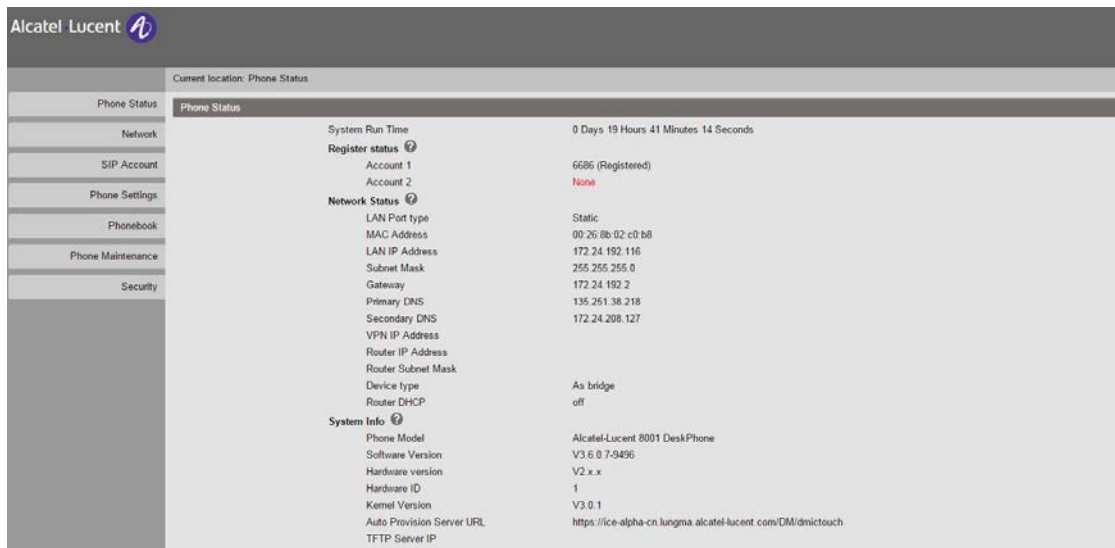 Alcatel·Lucent
Current location: Phone Status
Phone Status
Network
SIP Account
Phone Settings
Phonebook
Phone Maintenance
Security
Phone Status
System Run Time 0 Days 19 Hours 41 Minutes 14 Seconds
Register status ?
Account 1 6686 (Registered)
Account 2 None
Network Status ?
LAN Port type Static
MAC Address 00:26:8b:02:c0:b8
LAN IP Address 172.24.192.116
Subnet Mask 255.255.255.0
Gateway 172.24.192.2
Primary DNS 135.251.38.218
Secondary DNS 172.24.208.127
VPN IP Address
Router IP Address
Router Subnet Mask
Device type As bridge
Router DHCP off
System Info ?
Phone Model Alcatel-Lucent 8001 DeskPhone
Software Version V3.6.0.7-9496
Hardware version V2.x.x
Hardware ID 1
Kernel Version V3.0.1
Auto Provision Server URL https://ice-alpha-cn.lungma.alcatel-lucent.com/DM/dmictouch
TFTP Server IP